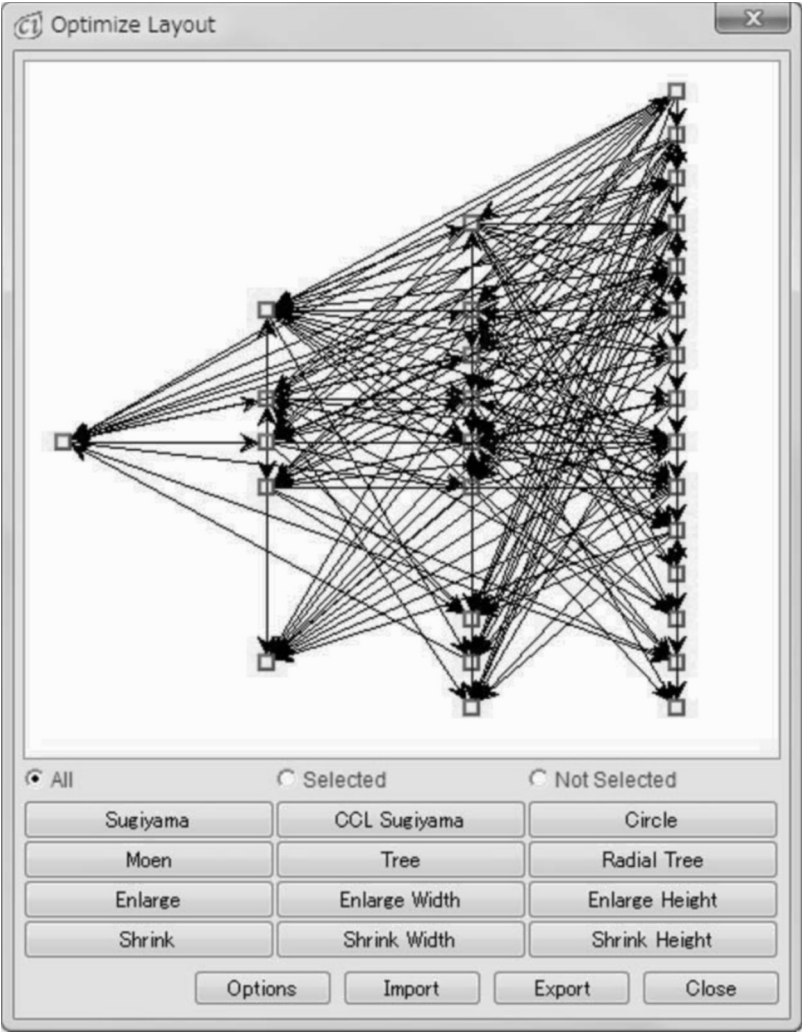 Optimize Layout
All Selected Not Selected
Sugiyama CCL Sugiyama Circle
Moen Tree Radial Tree
Enlarge Enlarge Width Enlarge Height
Shrink Shrink Width Shrink Height
Options Import Export Close